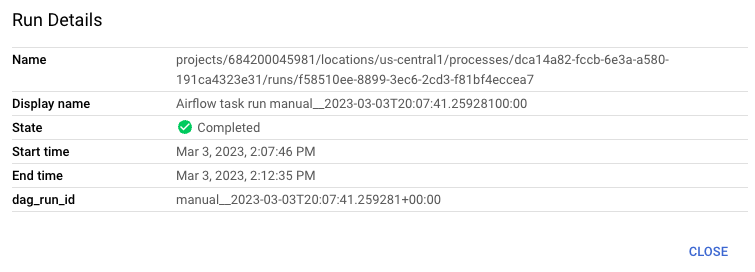 Run Details
Name
projects/684200045981/locations/us-central1/processes/dca14a82-fccb-6e3a-a580-
191ca4323e31/runs/f58510ee-8899-3ec6-2cd3-f81bf4eccea7
Display name Airflow task run manual__2023-03-03T20:07:41.25928100:00
State Completed
Start time Mar 3, 2023, 2:07:46 PM
End time Mar 3, 2023, 2:12:35 PM
dag_run_id manual__2023-03-03T20:07:41.259281+00:00
CLOSE